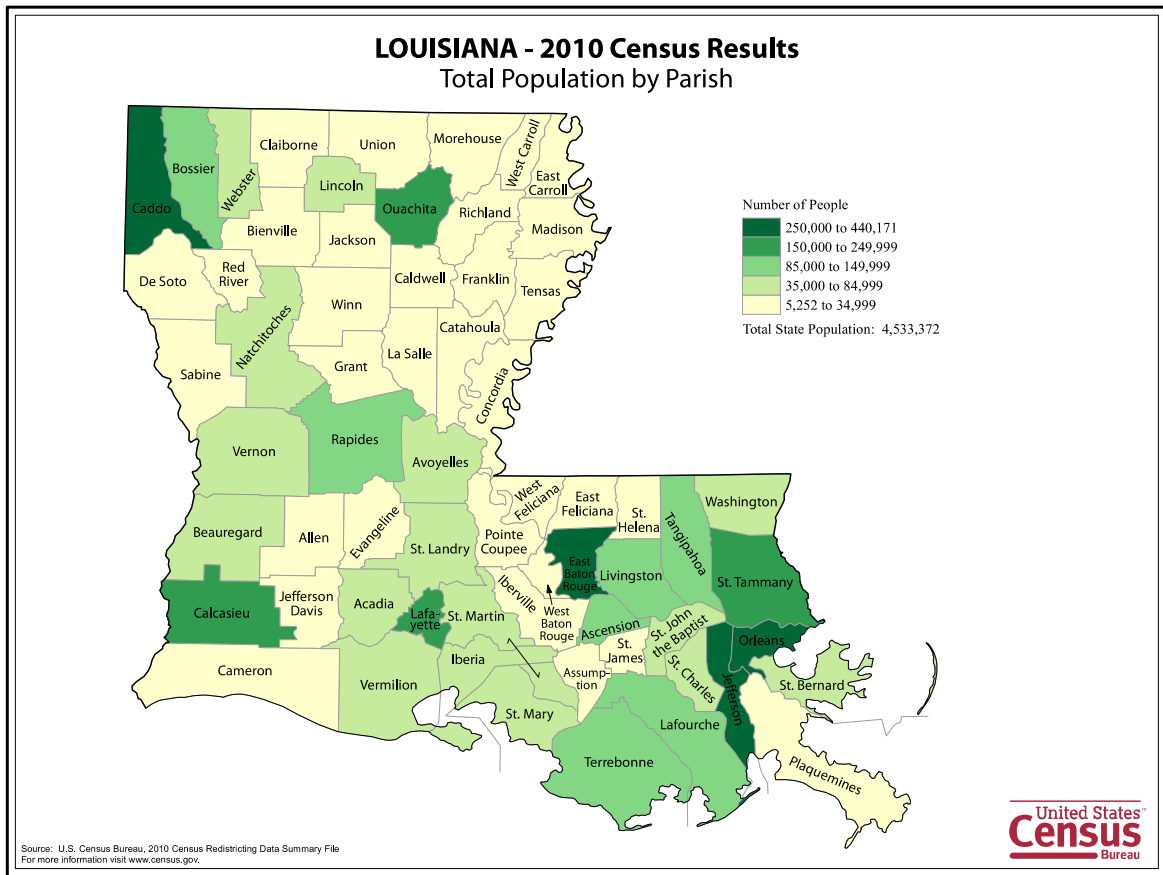 LOUISIANA - 2010 Census Results
Total Population by Parish
Claiborne
Union
Morehouse
West Carroll
East
Carroll
Bossier
Webster
Lincoln
Caddo
Ouachita
Richland
Madison
Bienville
Jackson
De Soto
Red
River
Caldwell
Franklin
Tensas
Winn
Natchitoches
Catahoula
La Salle
Grant
Sabine
Concordia
Rapides
Vernon
Avoyelles
West
Feliciana
East
Feliciana
St.
Helena
Washington
Tangipahoa
Beauregard
Allen
Evangeline
Pointe
Coupee
St. Landry
East
Baton
Rouge
Livingston
St. Tammany
Calcasieu
Jefferson
Davis
Acadia
Lafa-
yette
St. Martin
Iberville
West
Baton
Rouge
Ascension
St. John
the Baptist
Orleans
St.
James
Iberia
Assump-
tion
St. Charles
Jefferson
St. Bernard
Cameron
Vermilion
St. Mary
Lafourche
Terrebonne
Plaquemines
Number of People
250,000 to 440,171
150,000 to 249,999
85,000 to 149,999
35,000 to 84,999
5,252 to 34,999
Total State Population: 4,533,372
Source: U.S. Census Bureau, 2010 Census Redistricting Data Summary File
For more information visit www.census.gov.
United States™
Census
Bureau